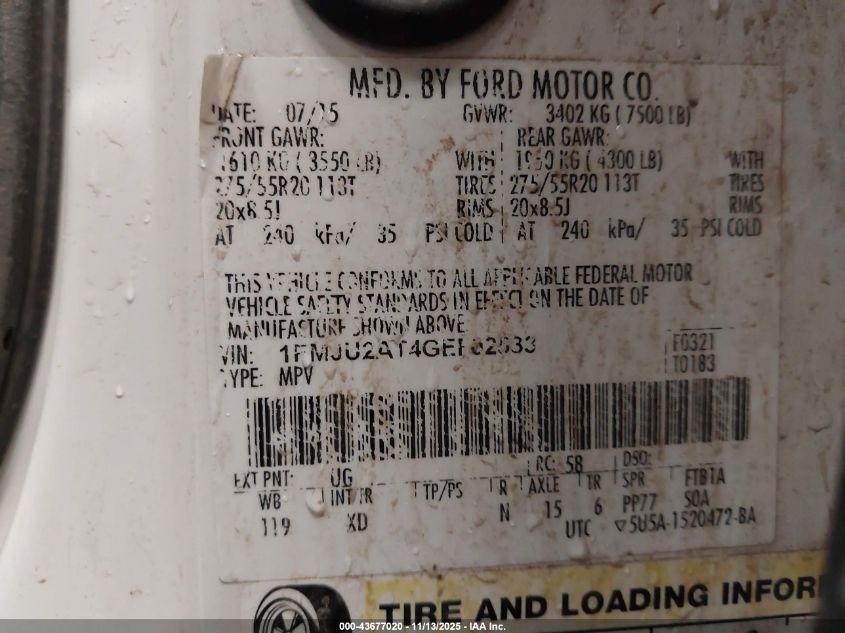 MFD. BY FORD MOTOR CO.
DATE: 07/15 GVWR: 3402 KG ( 7500 LB)
FRONT GAWR: REAR GAWR:
1610 KG ( 3550 LB) WITH 1950 KG ( 4300 LB) WITH
275/55R20 113T TIRES 275/55R20 113T TIRES
20x8.5J RIMS 20x8.5J RIMS
AT 240 kPa/ 35 PSI COLD AT 240 kPa/ 35 PSI COLD
THIS VEHICLE CONFORMS TO ALL APPLICABLE FEDERAL MOTOR
VEHICLE SAFETY STANDARDS IN EFFECT ON THE DATE OF
MANUFACTURE SHOWN ABOVE
VIN: F0321
TYPE: MPV T0183
RC: 58 DSO:
EXT PNT: UG AXLE TR SPR FTB1A
WB INT TR TP/PS R 15 6 PP77 SOA
119 XD N UTC ▽5U5A-1520472-BA
TIRE AND LOADING INFOR
000-43677020 - 11/13/2025 - IAA Inc.